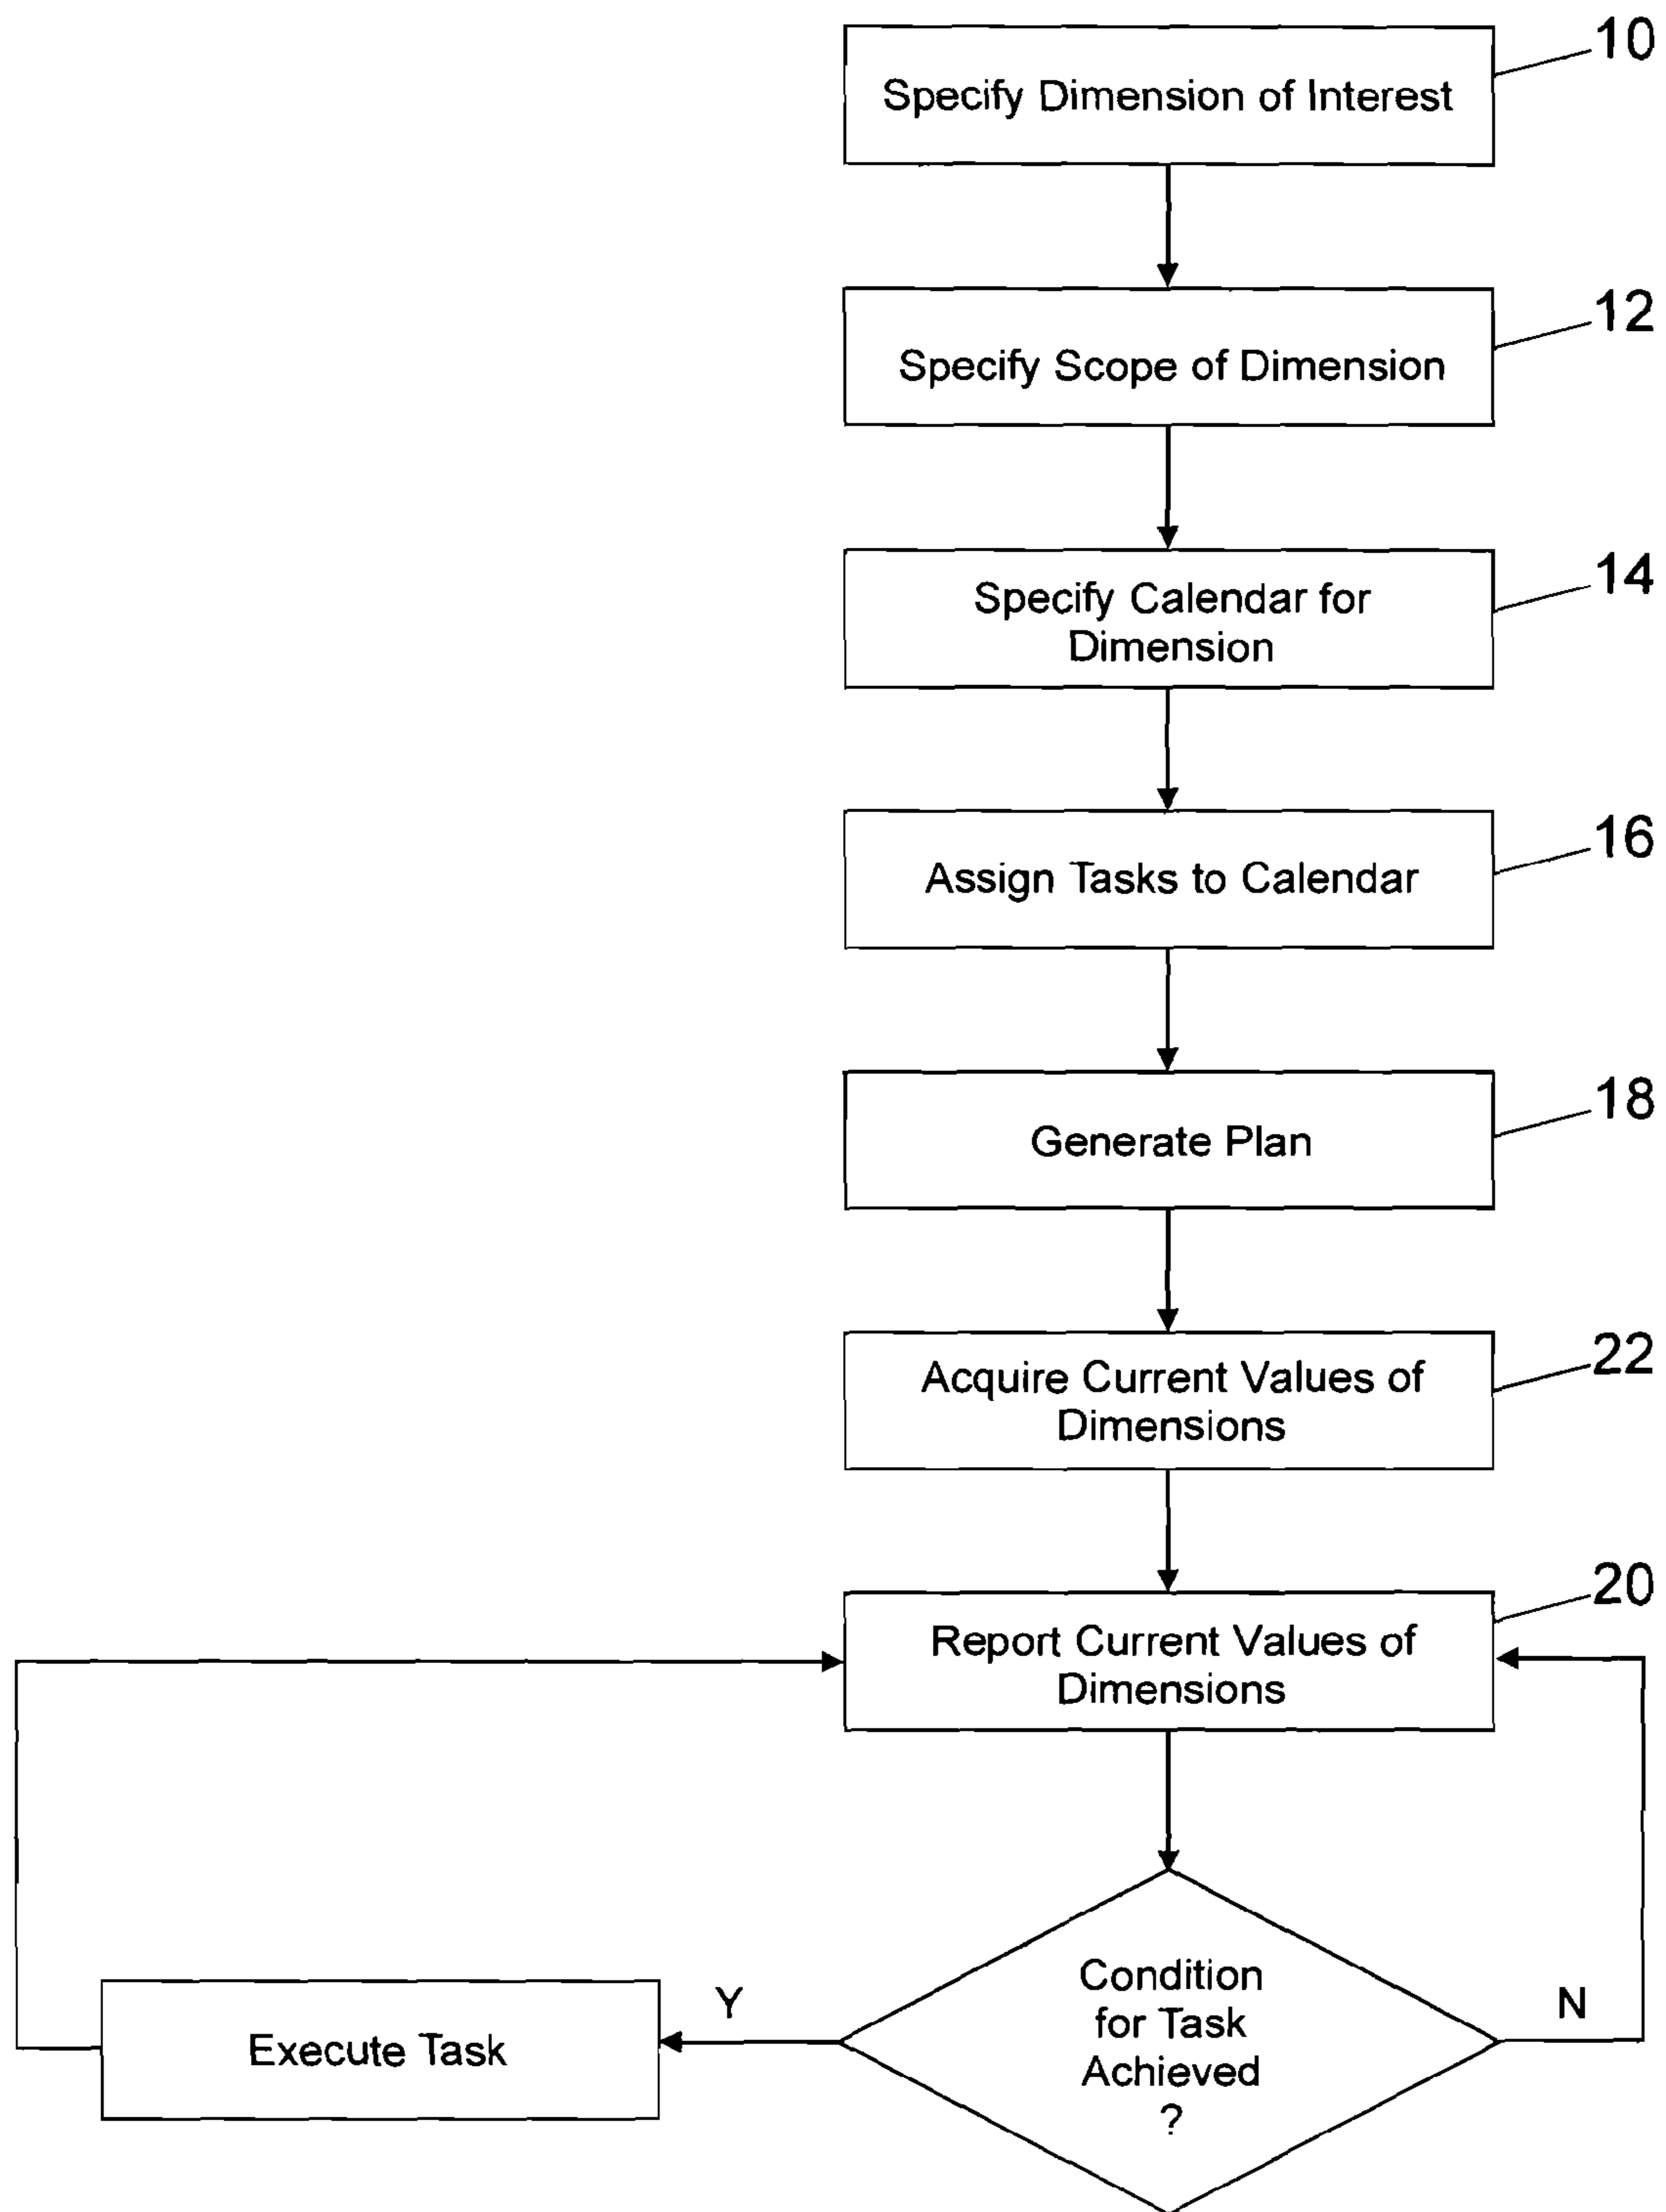 10
Specify Dimension of Interest
12
Specify Scope of Dimension
14
Specify Calendar for
Dimension
16
Assign Tasks to Calendar
18
Generate Plan
22
Acquire Current Values of
Dimensions
20
Report Current Values of
Dimensions
Condition
for Task
Achieved
?
Y
N
Execute Task